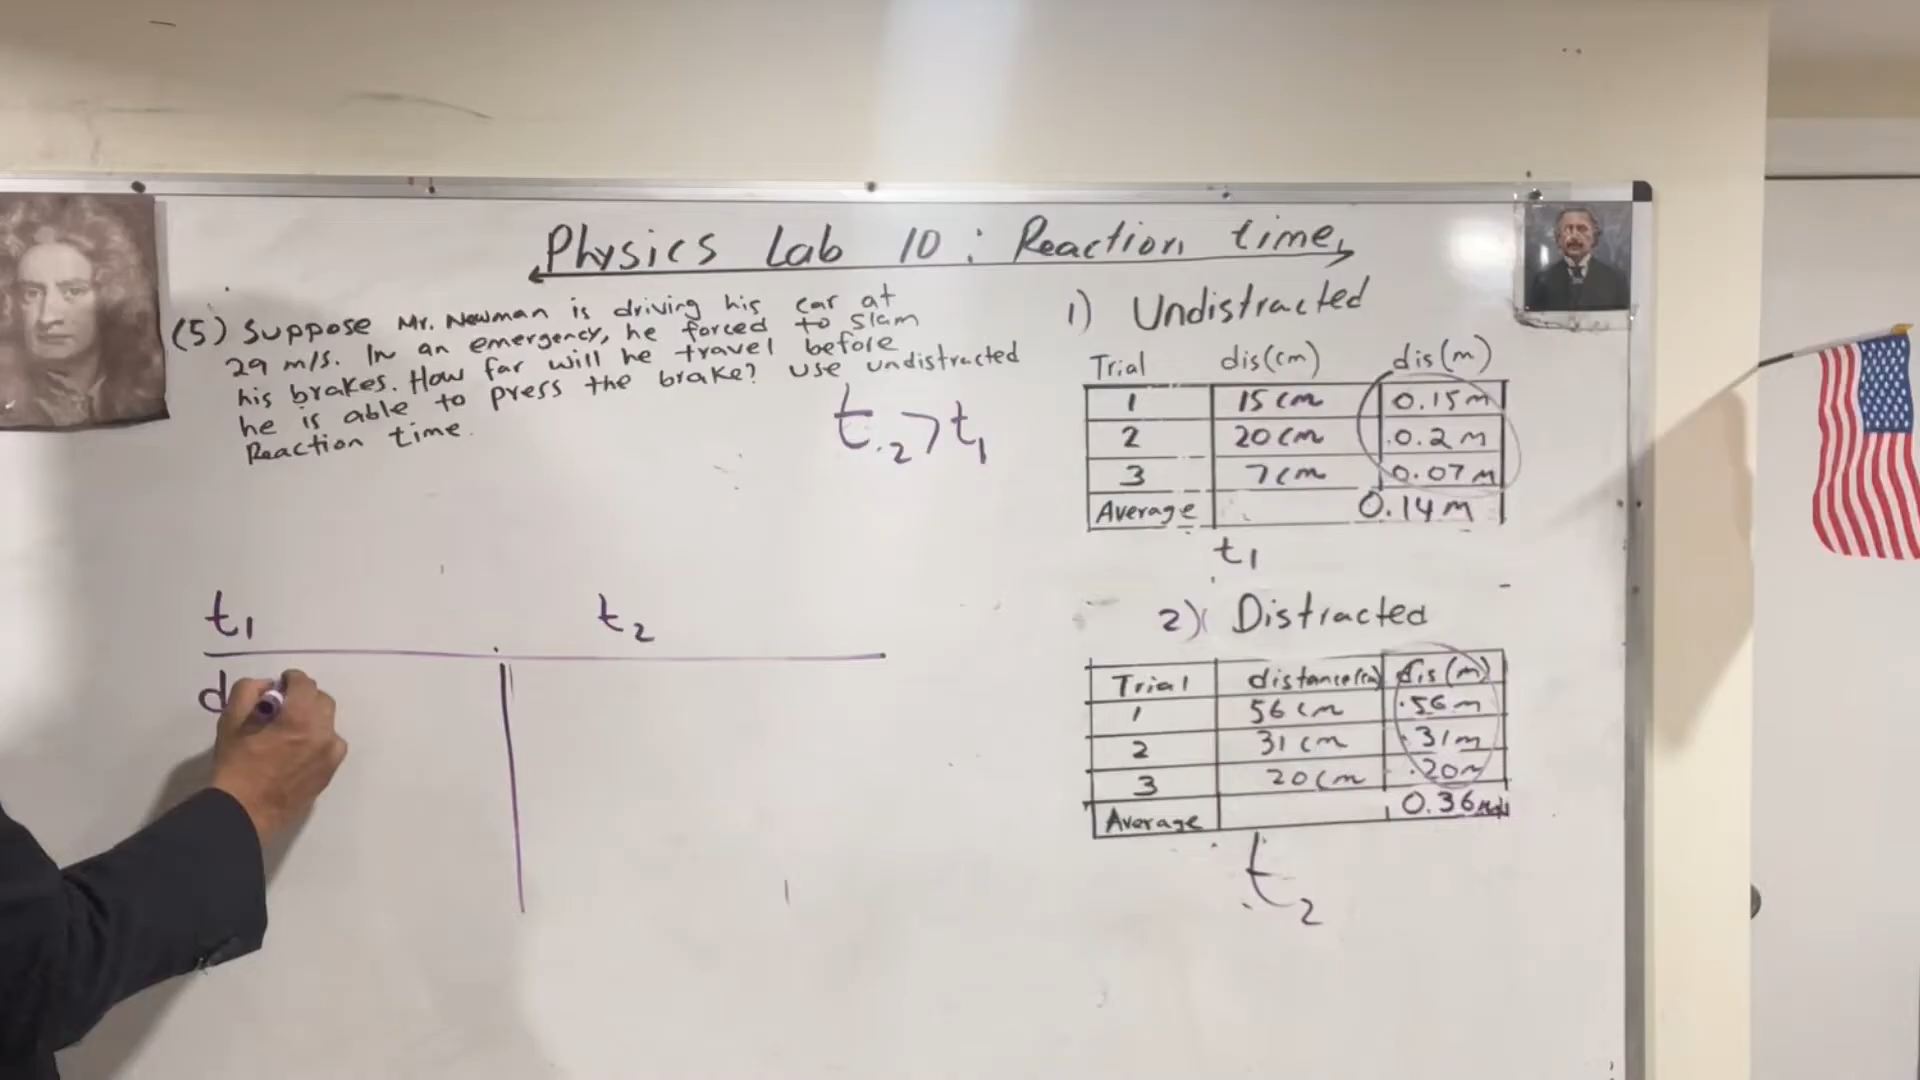 Physics Lab 10 : Reaction time
(5) Suppose Mr. Newman is driving his car at
29 m/s. In an emergency, he forced to slam
his brakes. How far will he travel before
he is able to press the brake? use undistracted
Reaction time.
t2 > t1
t1 t2
d
1) Undistracted
Trial dis(cm) dis(m)
1 15 cm 0.15m
2 20 cm 0.2 m
3 7 cm 0.07 m
Average 0.14 m
t1
2) Distracted
Trial distance(cm) dis(m)
1 56 cm .56m
2 31 cm .31m
3 20 cm .20m
Average 0.36
t2